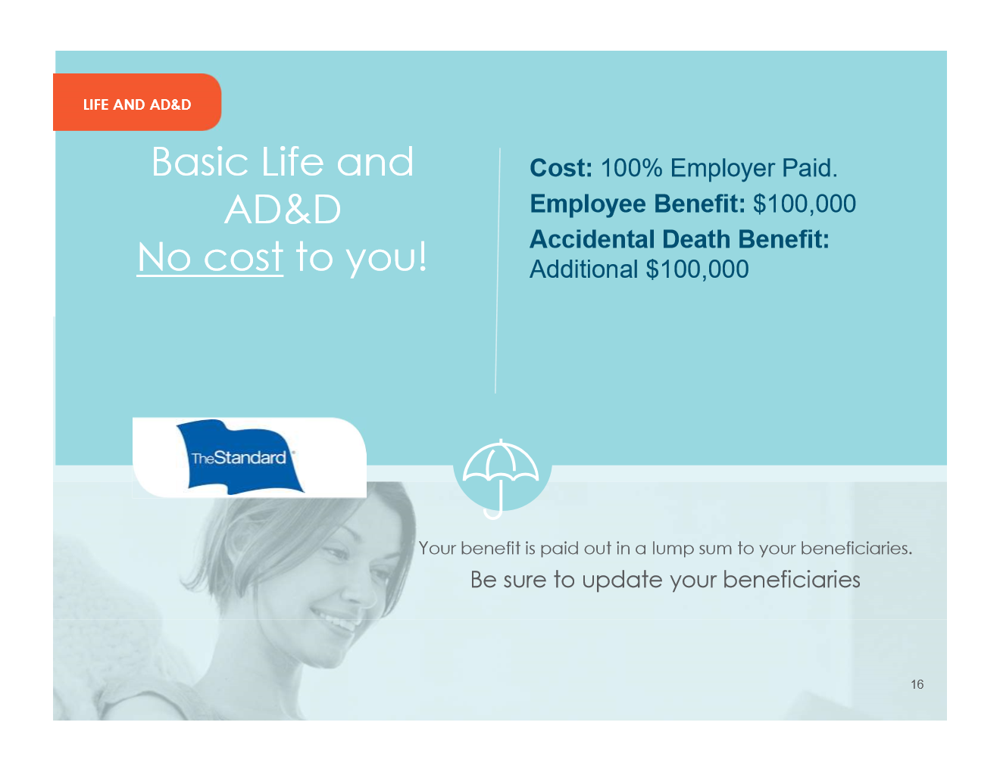 LIFE AND AD&D
Basic Life and
AD&D
No cost to you!
Cost: 100% Employer Paid.
Employee Benefit: $100,000
Accidental Death Benefit:
Additional $100,000
TheStandard
Your benefit is paid out in a lump sum to your beneficiaries.
Be sure to update your beneficiaries
16